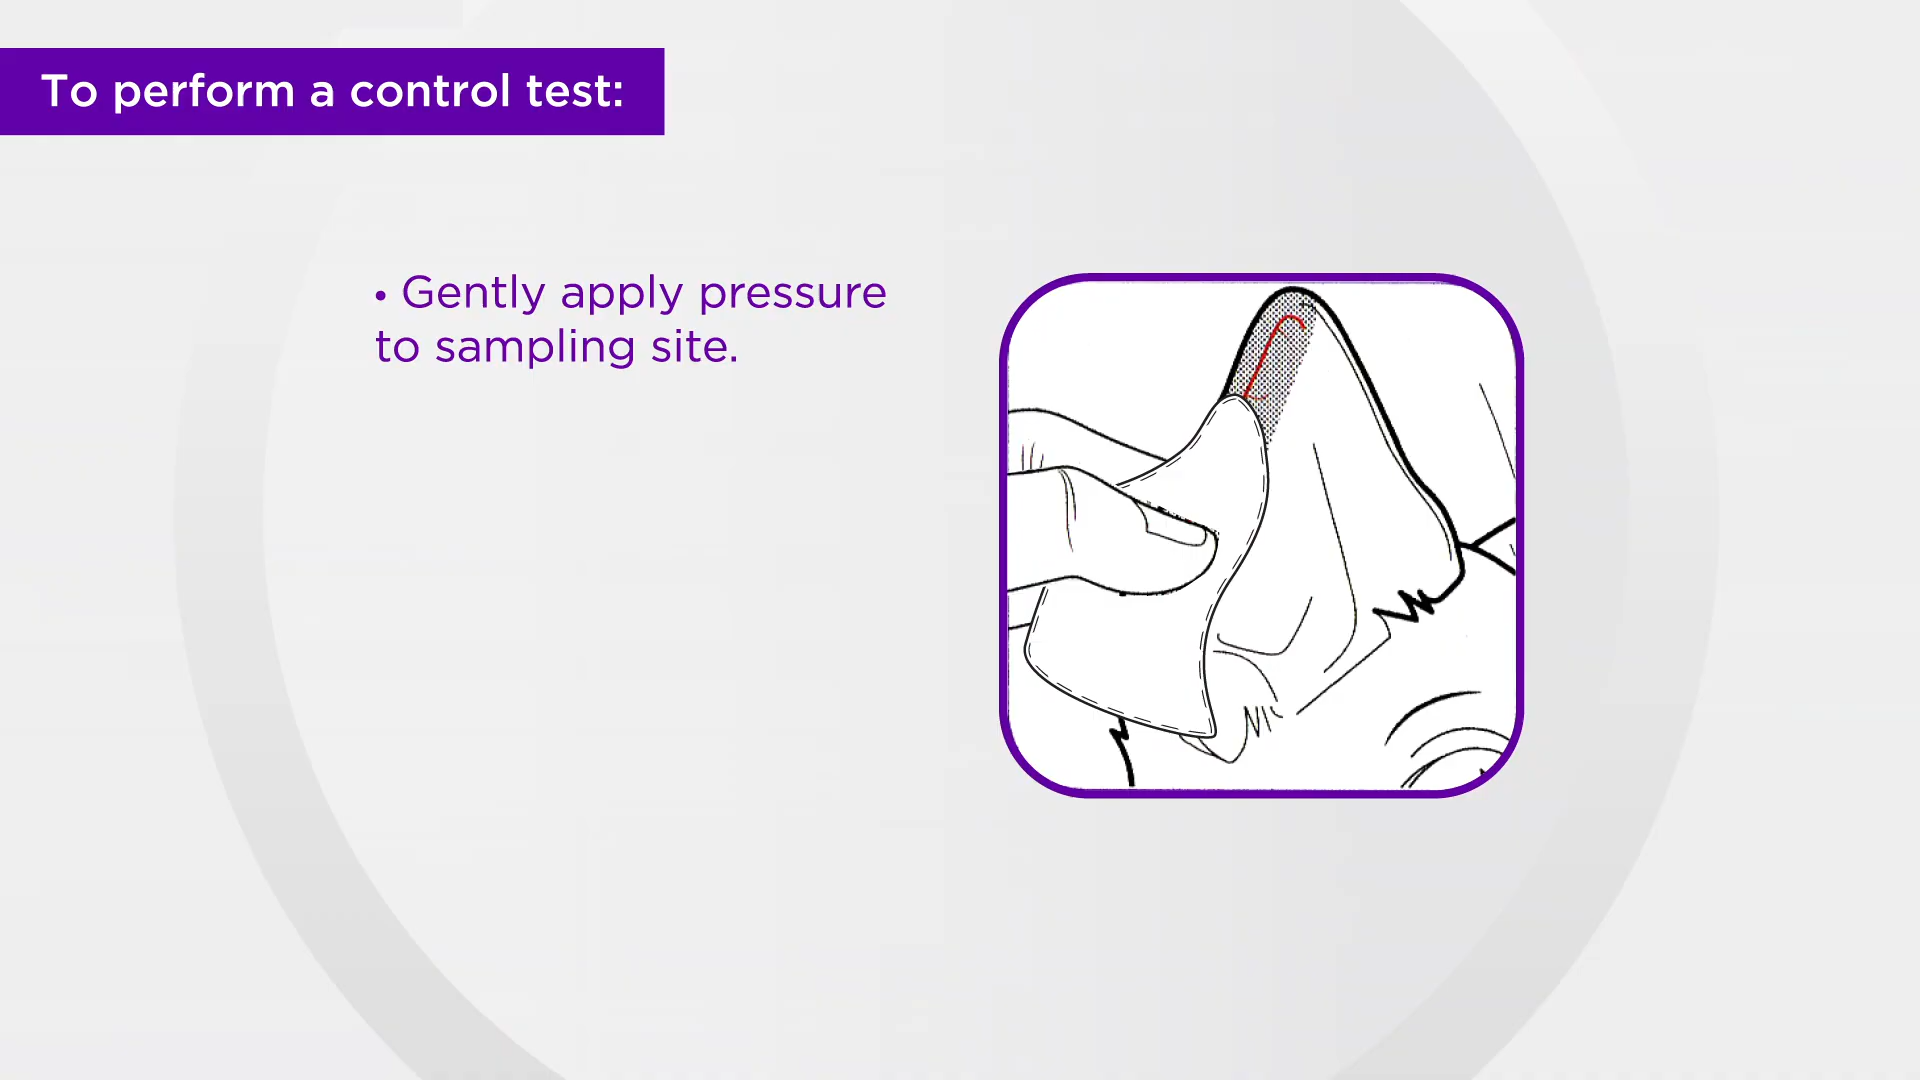 To perform a control test:
• Gently apply pressure
to sampling site.